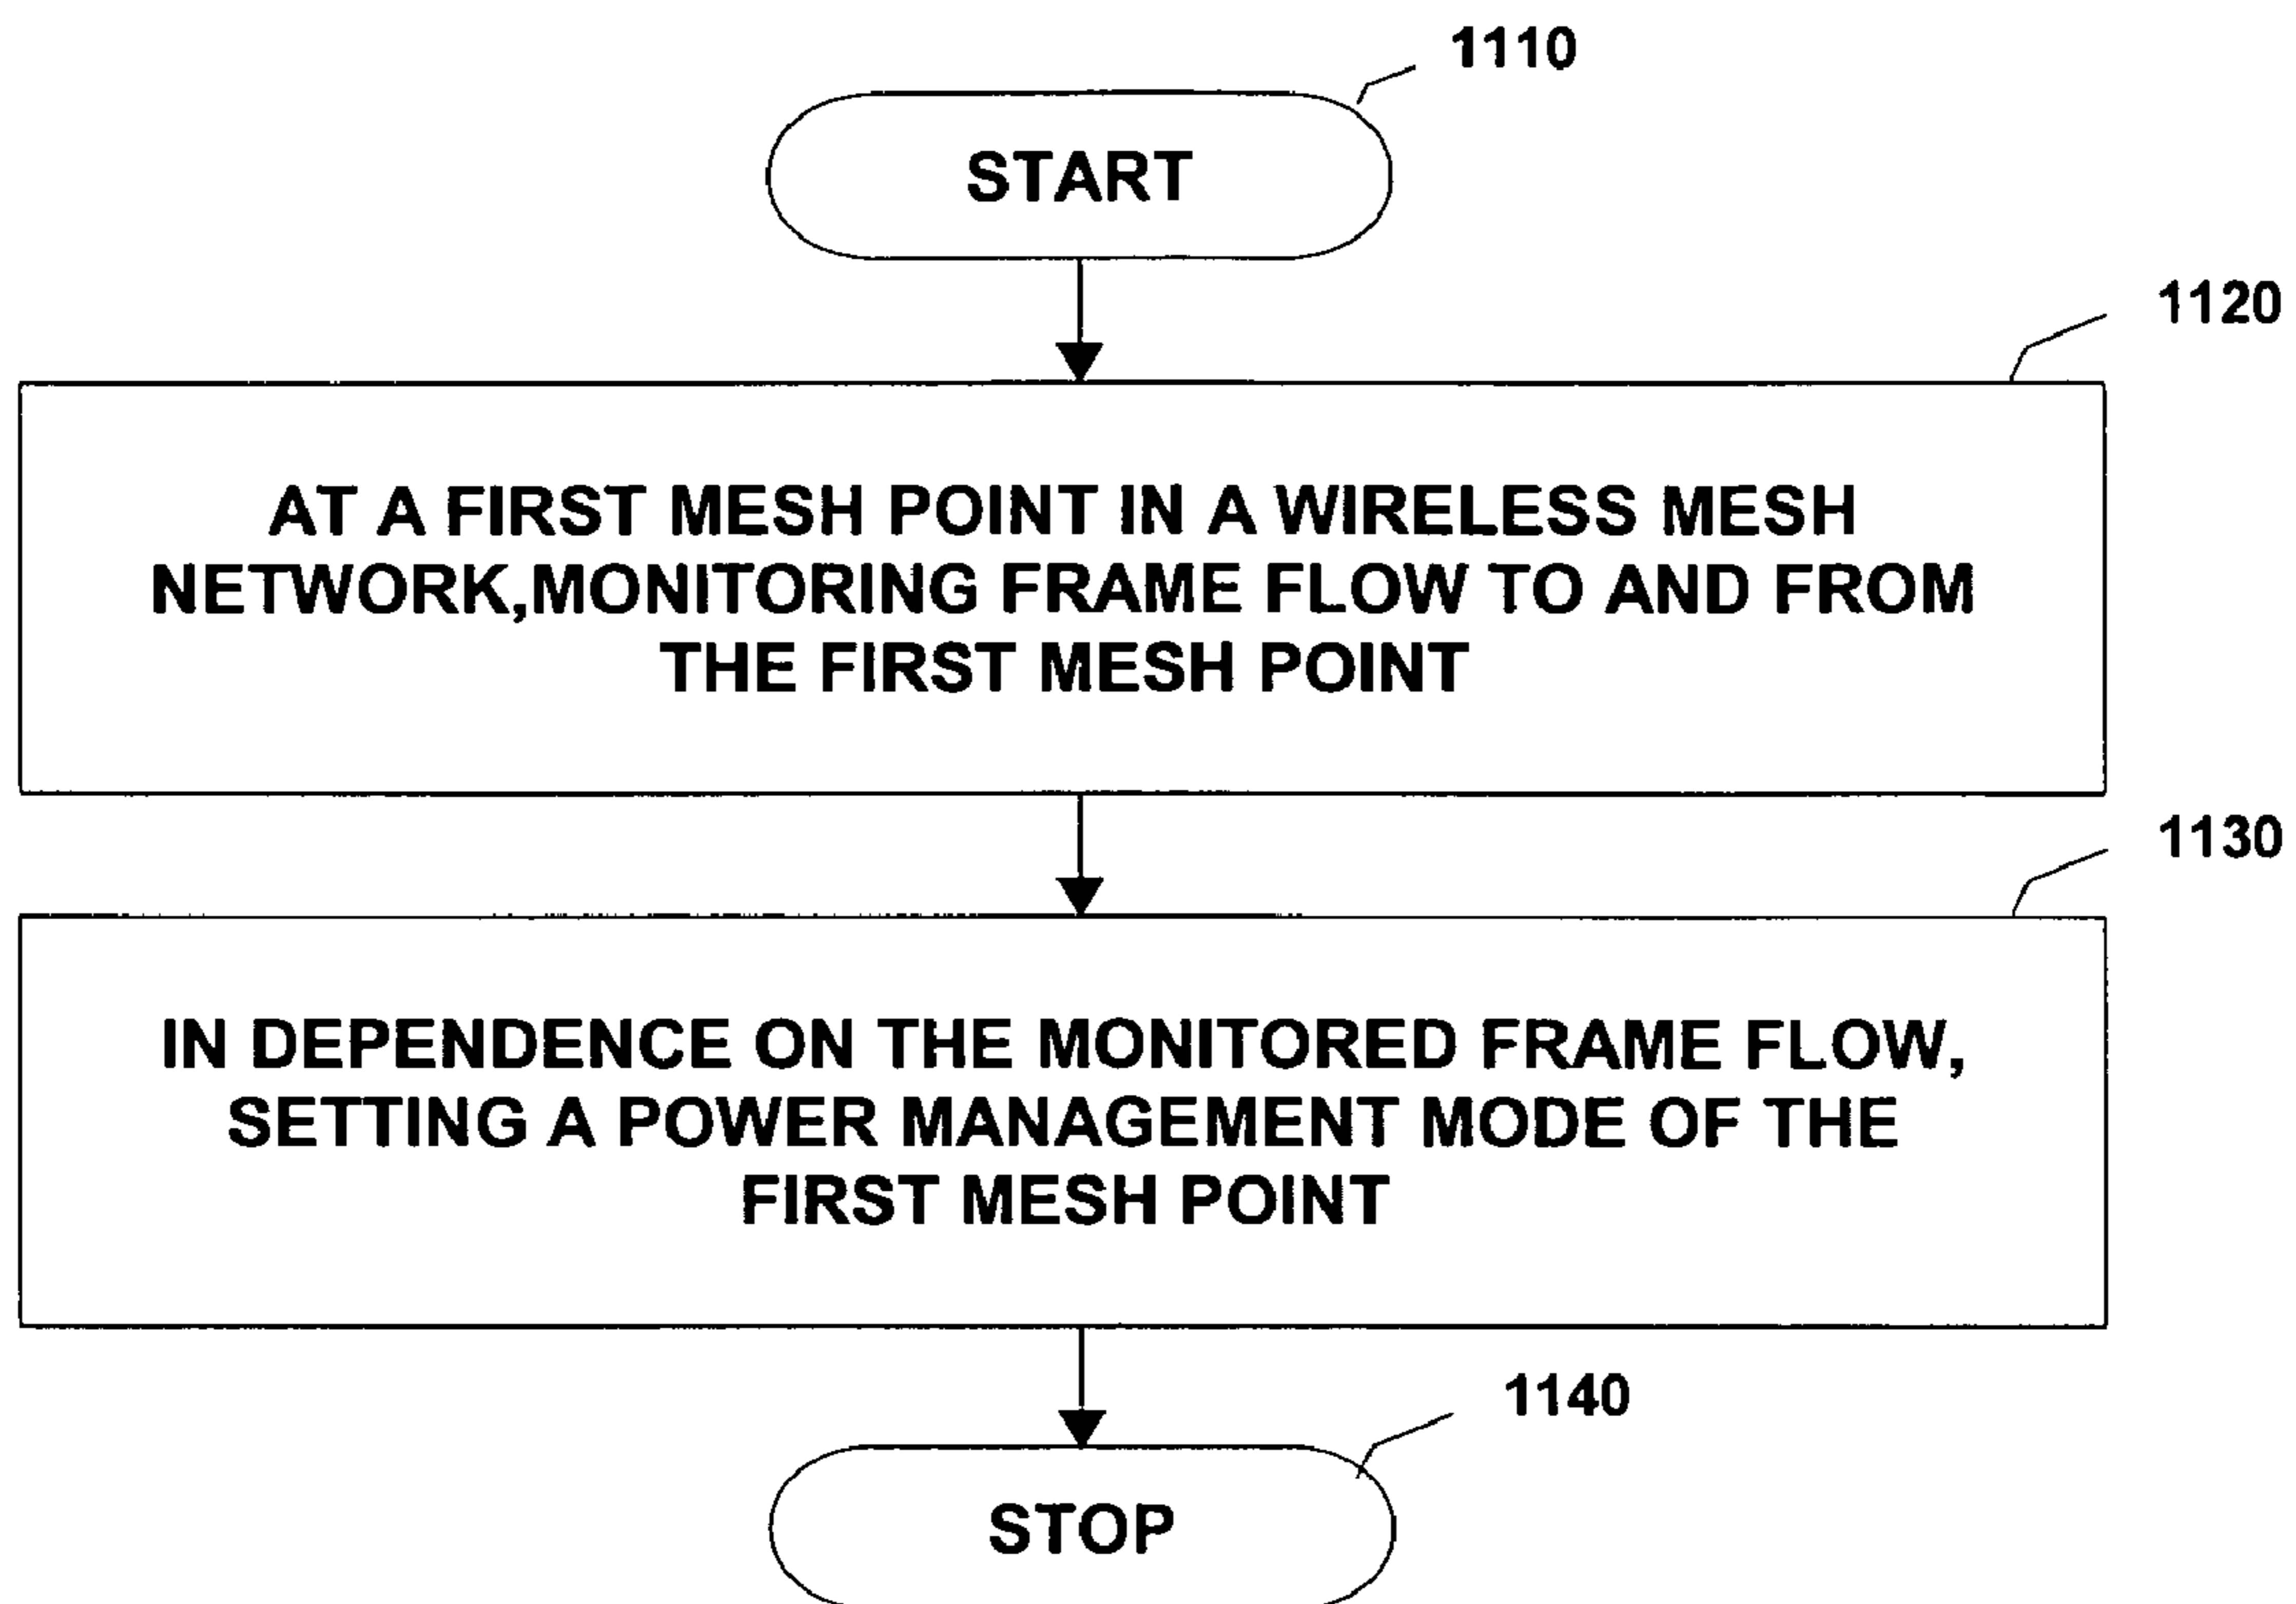 1110
START
1120
AT A FIRST MESH POINT IN A WIRELESS MESH
NETWORK,MONITORING FRAME FLOW TO AND FROM
THE FIRST MESH POINT
1130
IN DEPENDENCE ON THE MONITORED FRAME FLOW,
SETTING A POWER MANAGEMENT MODE OF THE
FIRST MESH POINT
1140
STOP